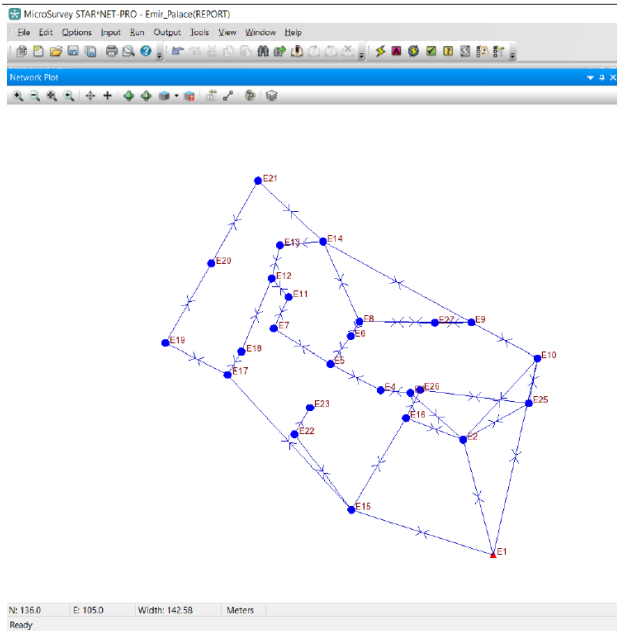 MicroSurvey STAR*NET-PRO - Emir_Palace(REPORT)
File Edit Options Input Run Output Tools View Window Help
Network Plot
E21
E14
E13
E20
E12
E11
E8
E27
E9
E7
E6
E19
E18
E5
E10
E17
E4
E26
E25
E23
E16
E22
E2
E15
E1
N: 136.0 E: 105.0 Width: 142.58 Meters
Ready